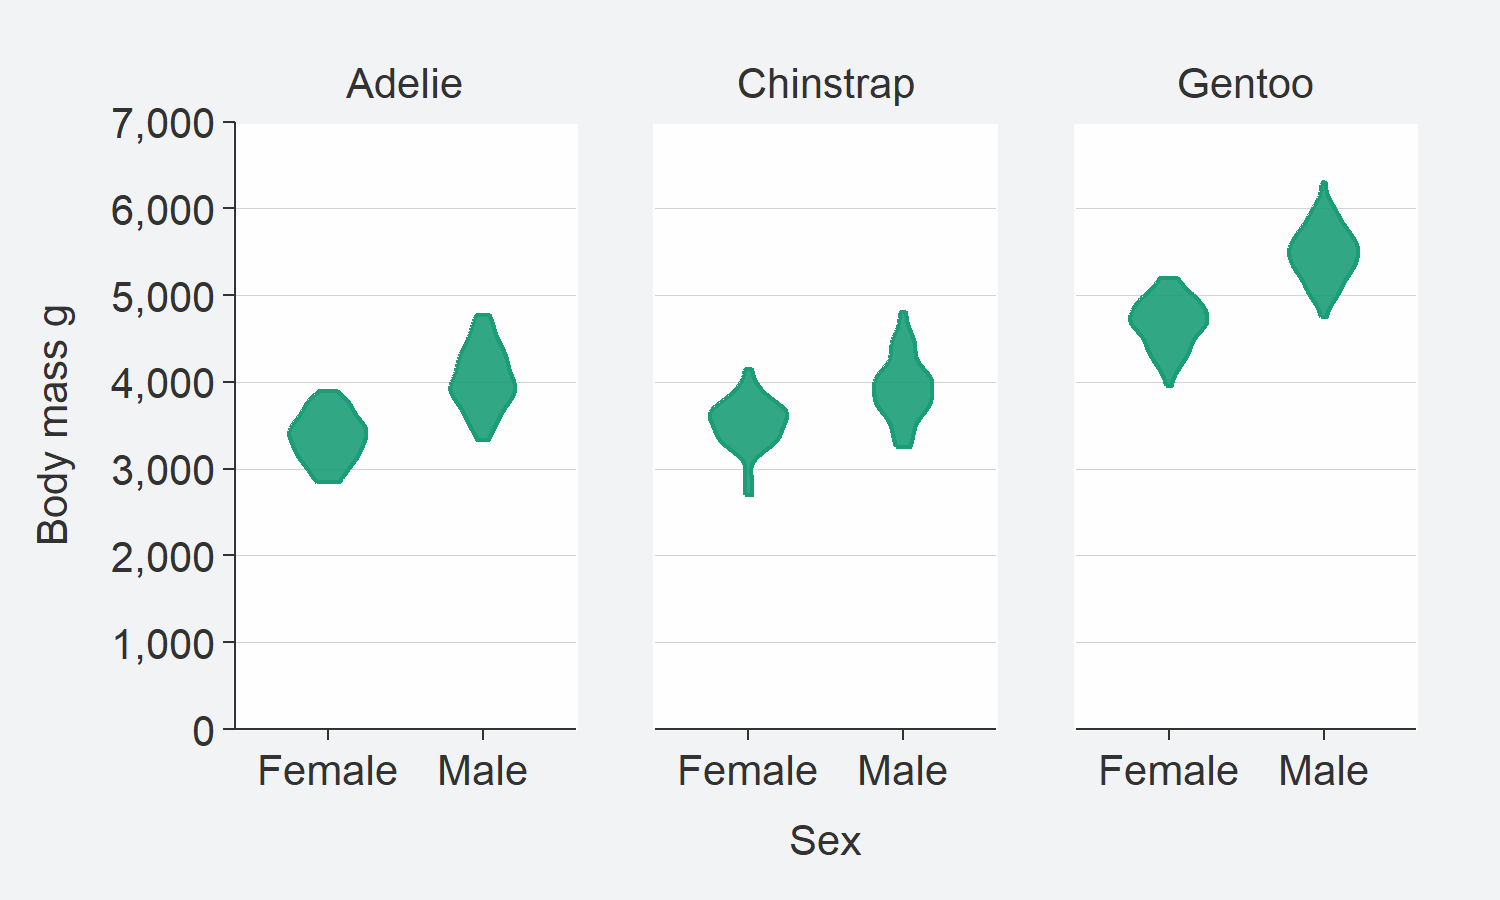 Adelie
Chinstrap
Gentoo
7,000
6,000
5,000
4,000
3,000
2,000
1,000
0
Body mass g
Female Male
Female Male
Female Male
Sex